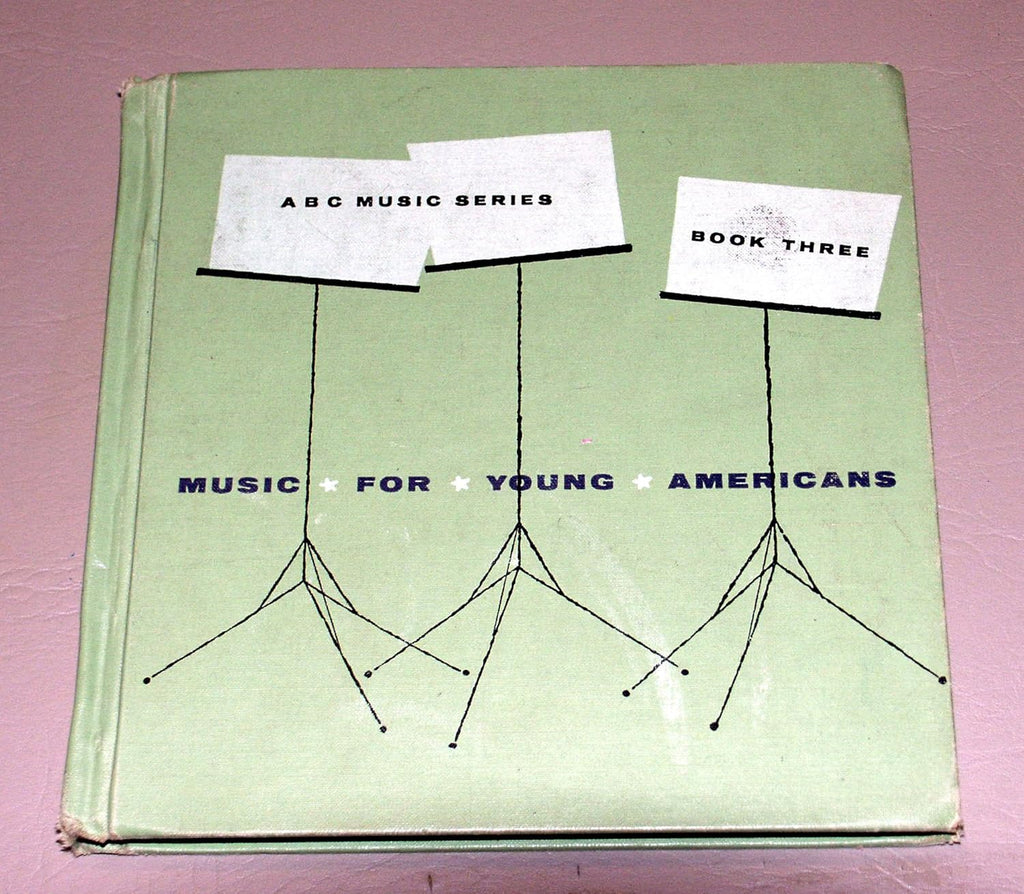 ABC MUSIC SERIES
BOOK THREE
MUSIC * FOR * YOUNG * AMERICANS